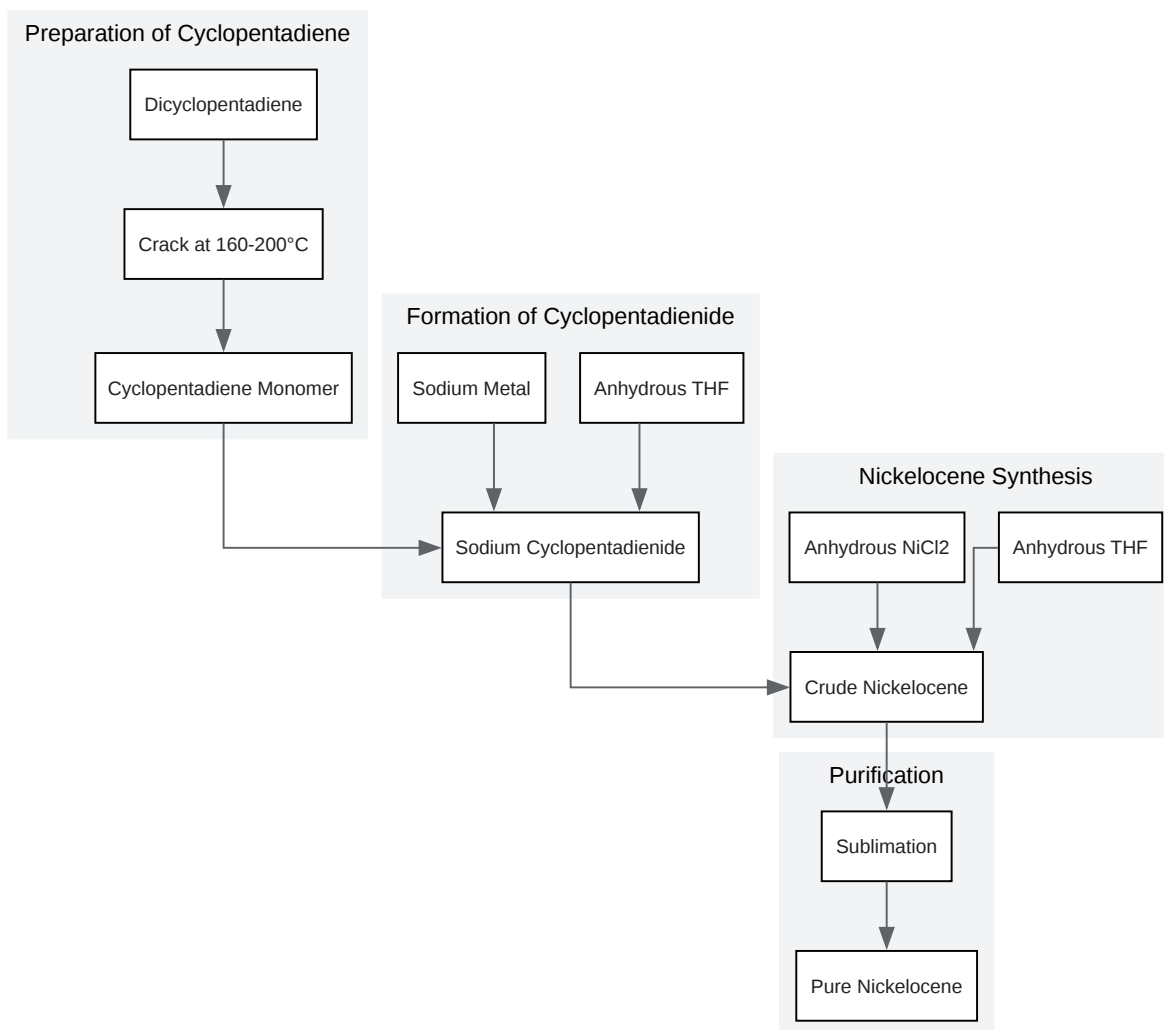 Preparation of Cyclopentadiene
Dicyclopentadiene
Crack at 160-200°C
Cyclopentadiene Monomer
Formation of Cyclopentadienide
Sodium Metal
Anhydrous THF
Sodium Cyclopentadienide
Nickelocene Synthesis
Anhydrous NiCl2
Anhydrous THF
Crude Nickelocene
Purification
Sublimation
Pure Nickelocene